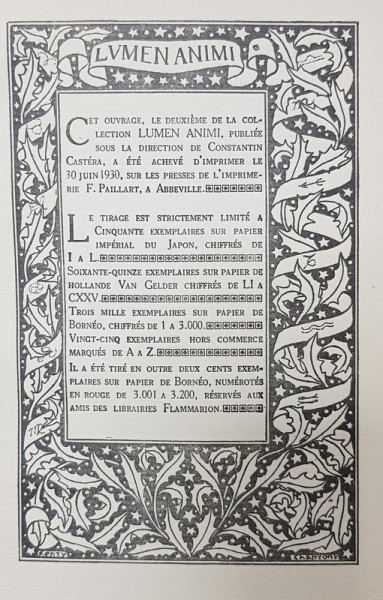 LVMEN ANIMI
CET OUVRAGE, LE DEUXIÈME DE LA COL-
LECTION LUMEN ANIMI, PUBLIÉE
SOUS LA DIRECTION DE CONSTANTIN
CASTÉRA, A ÉTÉ ACHEVÉ D'IMPRIMER LE
30 JUIN 1930, SUR LES PRESSES DE L'IMPRIME-
RIE F. PAILLART, A ABBEVILLE.
LE TIRAGE EST STRICTEMENT LIMITÉ A
CINQUANTE EXEMPLAIRES SUR PAPIER
IMPÉRIAL DU JAPON, CHIFFRÉS DE
I A L.
SOIXANTE-QUINZE EXEMPLAIRES SUR PAPIER DE
HOLLANDE VAN GELDER CHIFFRÉS DE LI A
CXXV.
TROIS MILLE EXEMPLAIRES SUR PAPIER DE
BORNÉO, CHIFFRÉS DE 1 A 3.000.
VINGT-CINQ EXEMPLAIRES HORS COMMERCE
MARQUÉS DE A A Z.
IL A ÉTÉ TIRÉ EN OUTRE DEUX CENTS EXEM-
PLAIRES SUR PAPIER DE BORNÉO, NUMÉROTÉS
EN ROUGE DE 3.001 A 3.200, RÉSERVÉS AUX
AMIS DES LIBRAIRIES FLAMMARION.